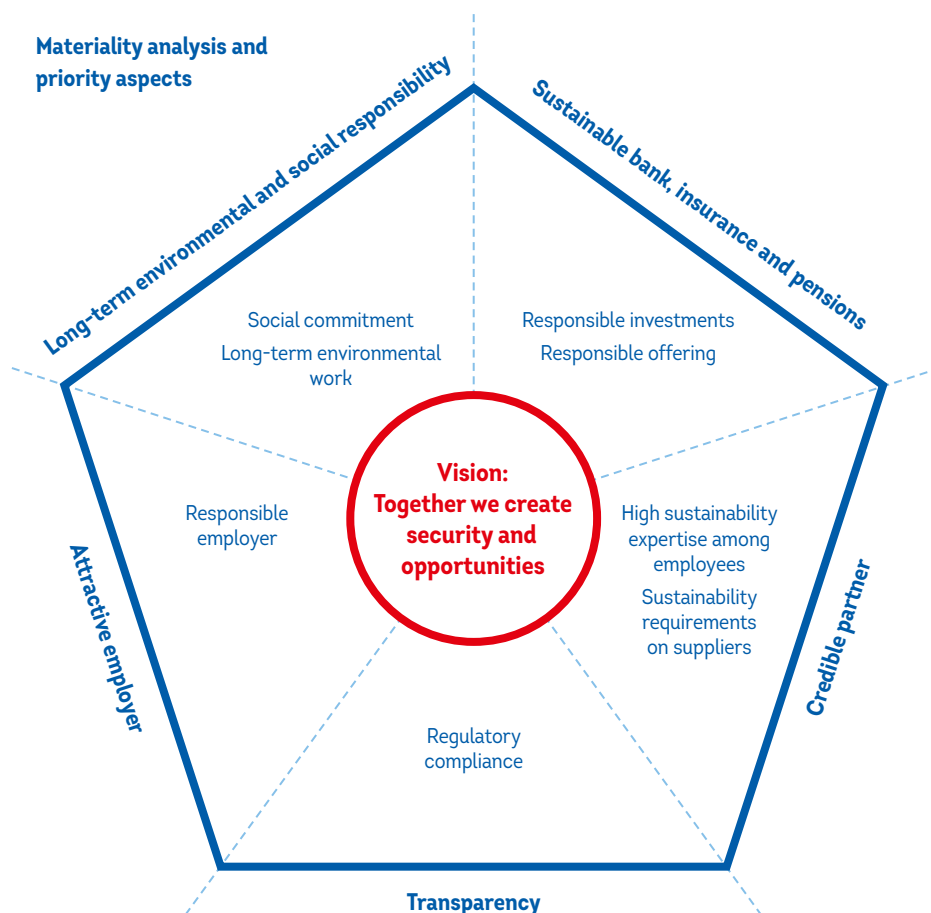 Materiality analysis and
priority aspects
Long-term environmental and social responsibility
Sustainable bank, insurance and pensions
Social commitment
Long-term environmental
work
Responsible investments
Responsible offering
Vision:
Together we create
security and
opportunities
Responsible
employer
High sustainability
expertise among
employees
Sustainability
requirements
on suppliers
Attractive employer
Credible partner
Regulatory
compliance
Transparency